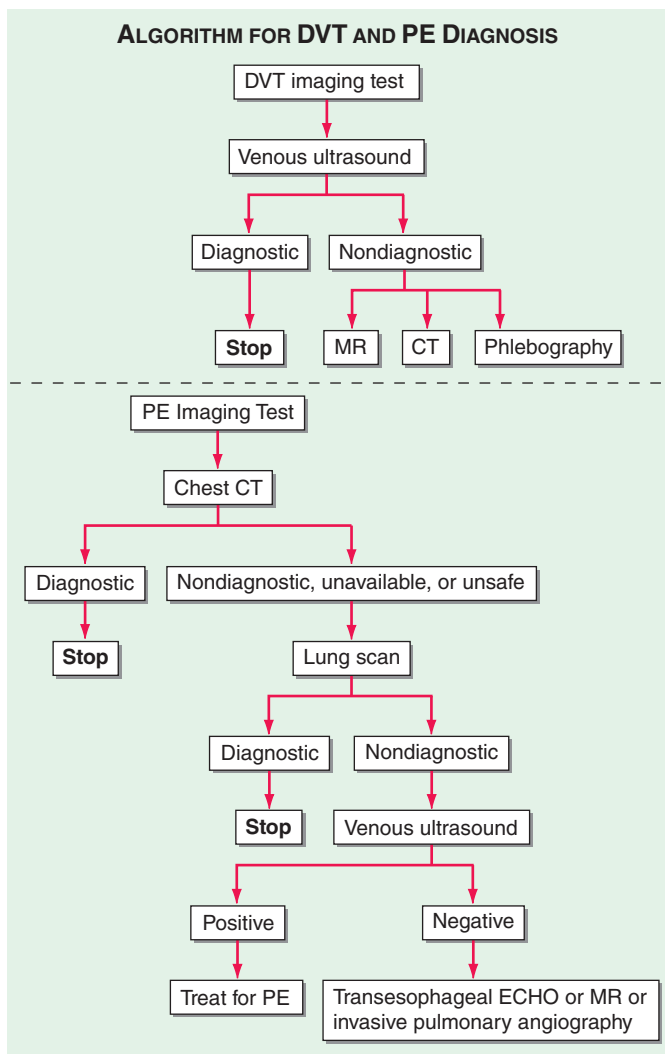 ALGORITHM FOR DVT AND PE DIAGNOSIS
DVT imaging test
Venous ultrasound
Diagnostic
Nondiagnostic
Stop
MR
CT
Phlebography
PE Imaging Test
Chest CT
Diagnostic
Nondiagnostic, unavailable, or unsafe
Stop
Lung scan
Diagnostic
Nondiagnostic
Stop
Venous ultrasound
Positive
Negative
Treat for PE
Transesophageal ECHO or MR or
invasive pulmonary angiography